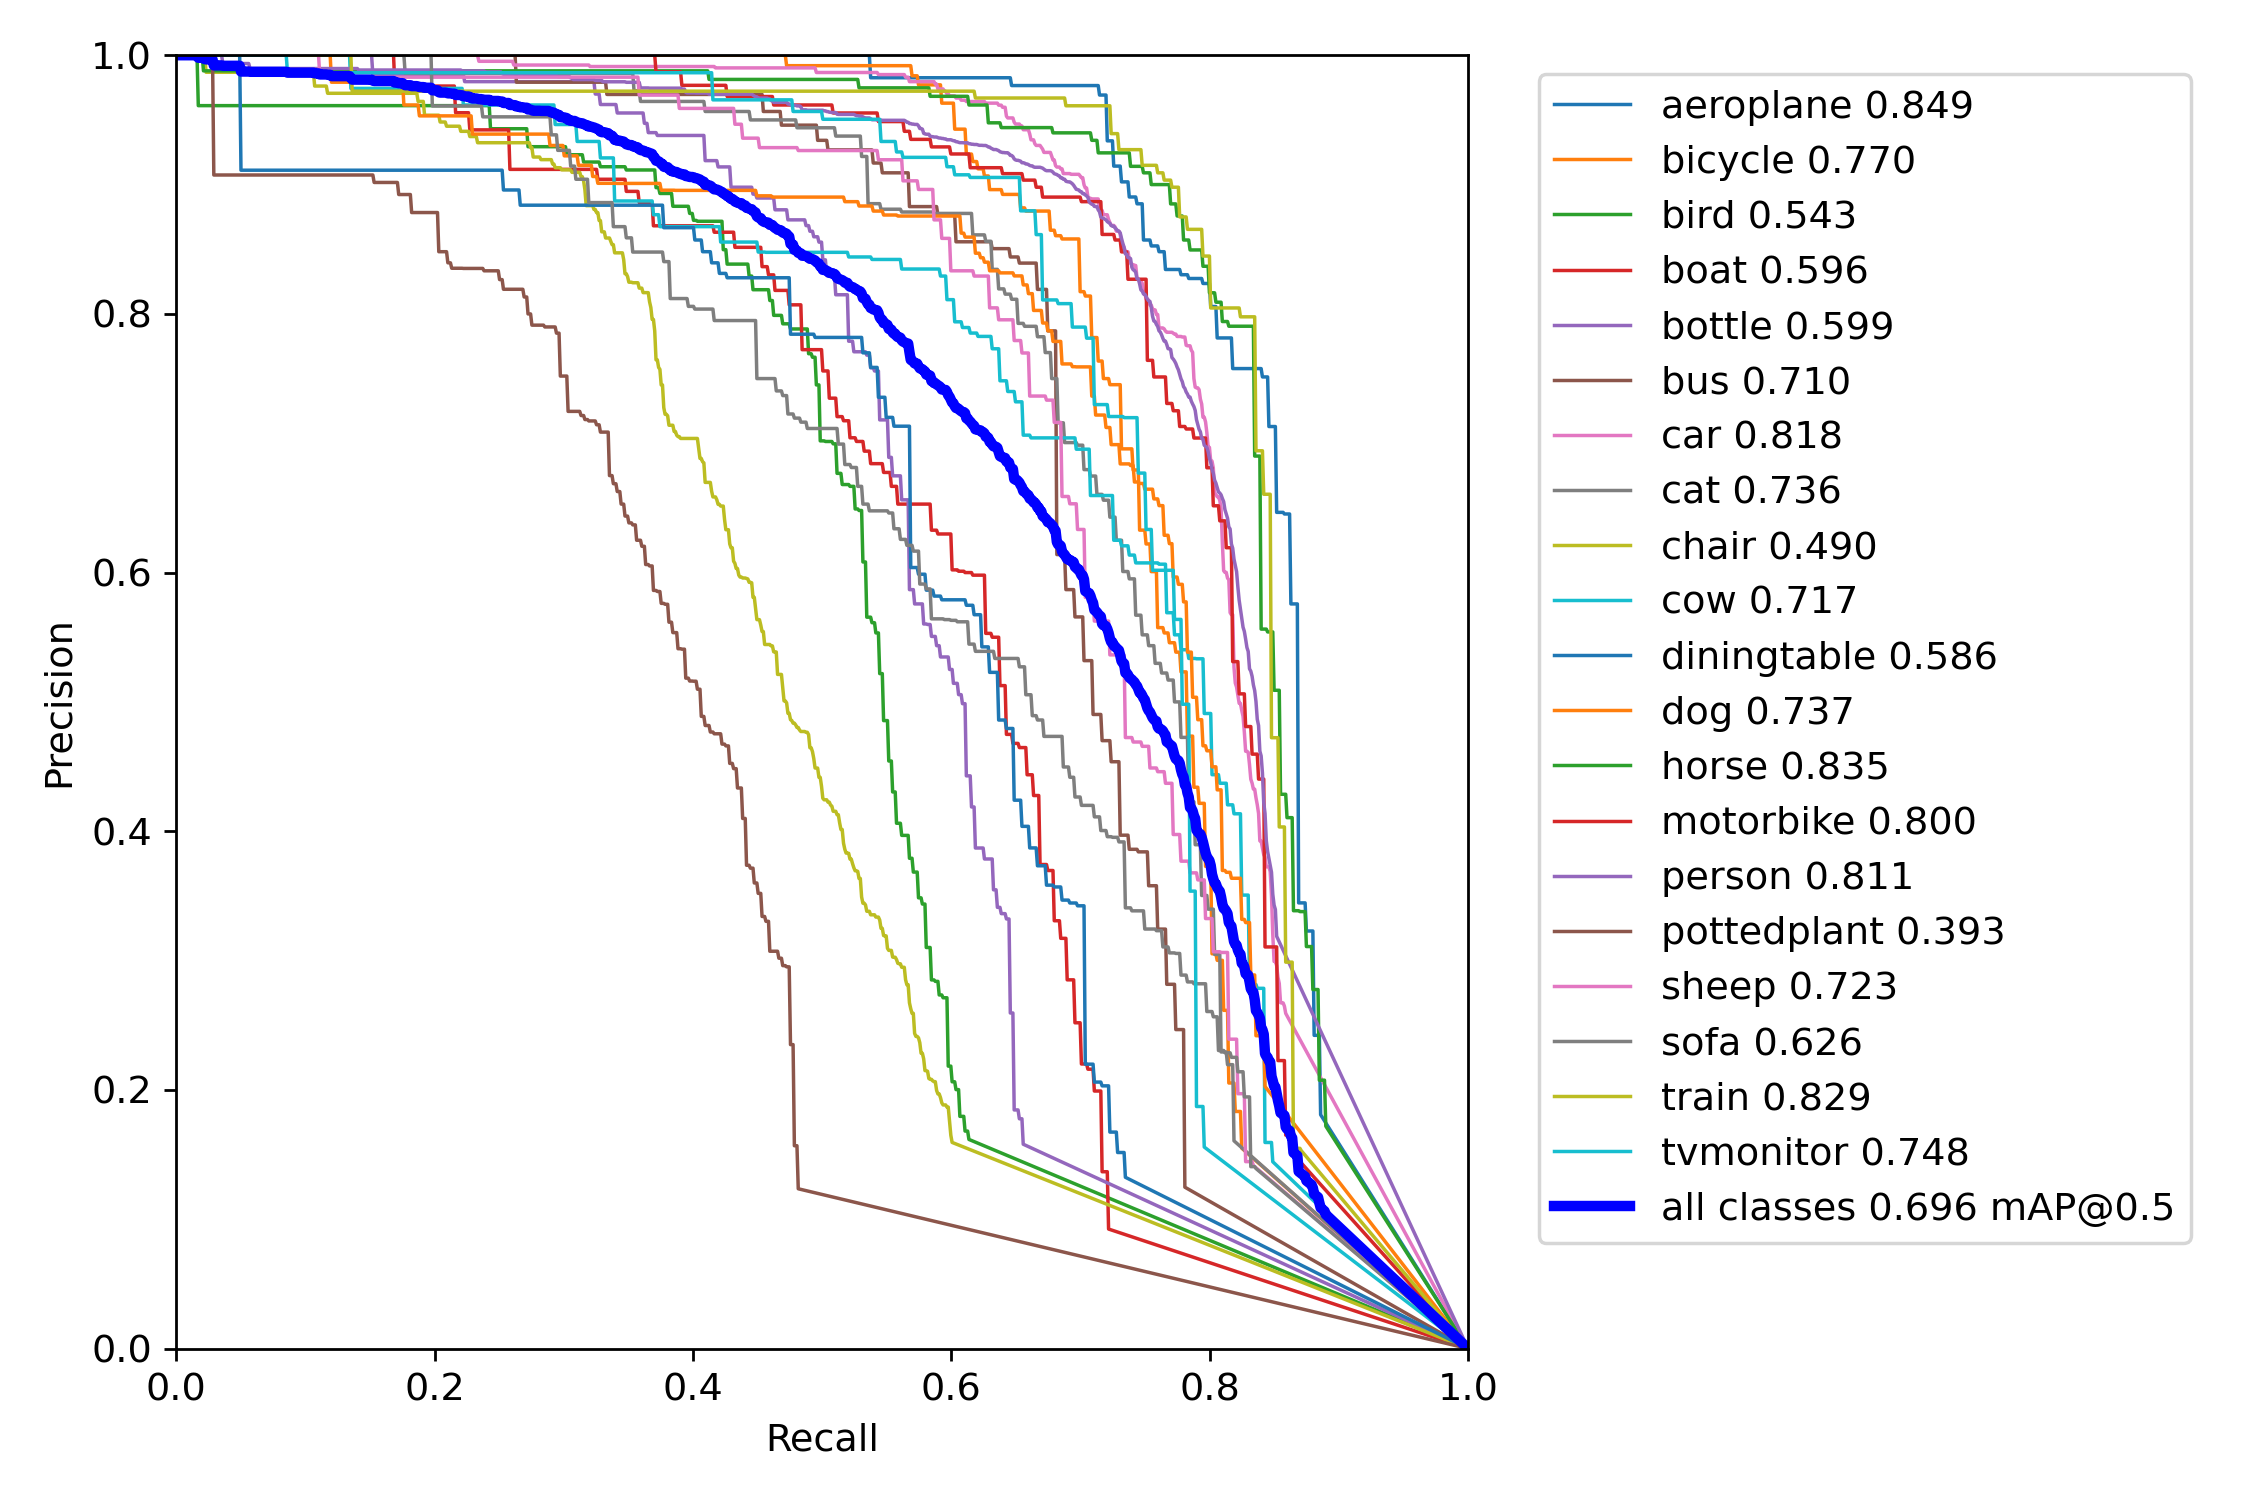 1.0
0.8
0.6
0.4
0.2
0.0
Precision
0.0 0.2 0.4 0.6 0.8 1.0
Recall
aeroplane 0.849
bicycle 0.770
bird 0.543
boat 0.596
bottle 0.599
bus 0.710
car 0.818
cat 0.736
chair 0.490
cow 0.717
diningtable 0.586
dog 0.737
horse 0.835
motorbike 0.800
person 0.811
pottedplant 0.393
sheep 0.723
sofa 0.626
train 0.829
tvmonitor 0.748
all classes 0.696 mAP@0.5